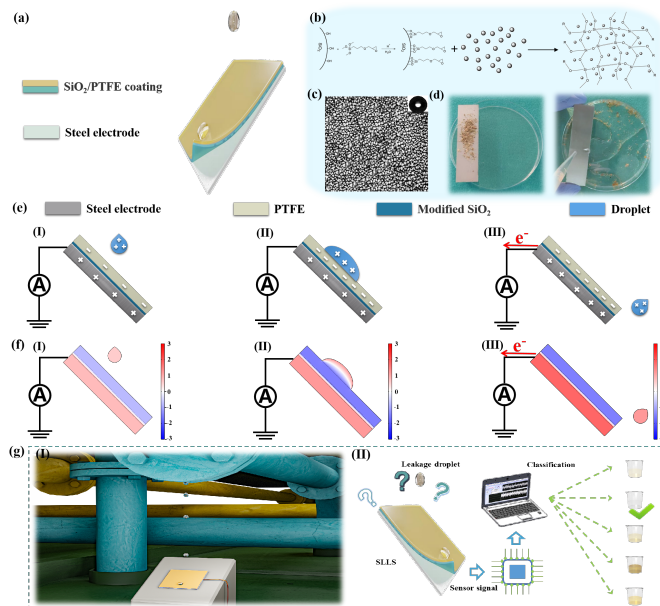 (a)
SiO2/PTFE coating
Steel electrode
(b)
(c)
(d)
(e)
Steel electrode
PTFE
Modified SiO2
Droplet
(I)
(II)
(III)
e-
A
A
A
(f)
(I)
(II)
(III)
e-
3
2
1
0
-1
-2
-3
3
2
1
0
-1
-2
-3
A
A
A
(g)
(I)
(II)
Leakage droplet
Classification
SLLS
Sensor signal